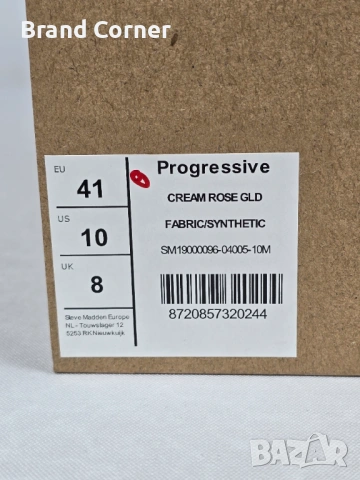 Brand Corner
EU
41
US
10
UK
8
Steve Madden Europe
NL - Touwslager 12
5253 RK Nieuwkuijk
Progressive
CREAM ROSE GLD
FABRIC/SYNTHETIC
SM19000096-04005-10M
8720857320244
BAZAR